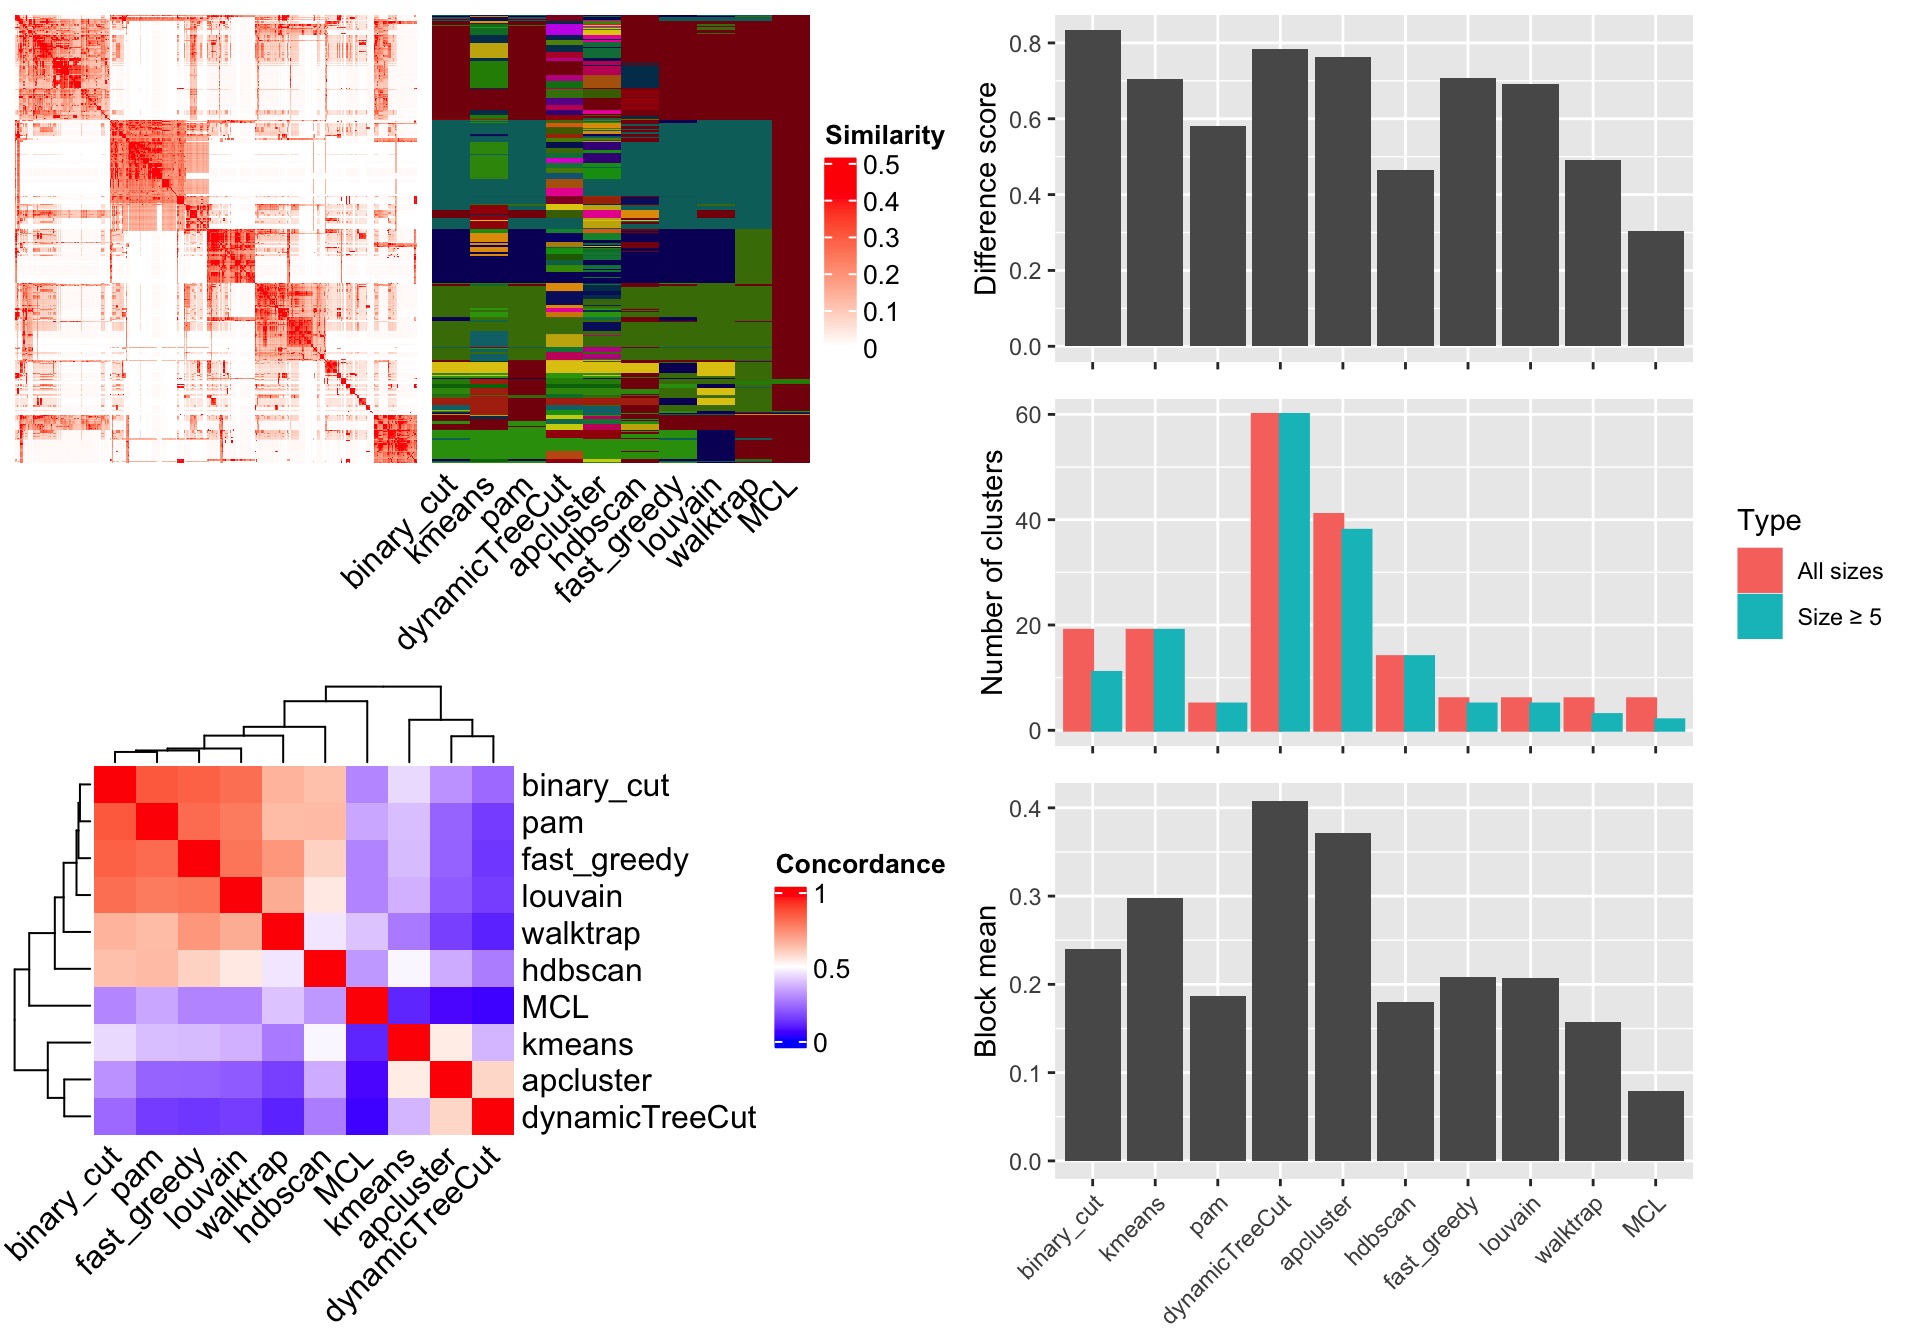 Similarity
0.5
0.4
0.3
0.2
0.1
0
binary_cut
kmeans
pam
dynamicTreeCut
apcluster
hdbscan
fast_greedy
louvain
walktrap
MCL
binary_cut
pam
fast_greedy
louvain
walktrap
hdbscan
MCL
kmeans
apcluster
dynamicTreeCut
Concordance
1
0.5
0
binary_cut
pam
fast_greedy
louvain
walktrap
hdbscan
MCL
kmeans
apcluster
dynamicTreeCut
Difference score
0.8
0.6
0.4
0.2
0.0
Number of clusters
60
40
20
0
Type
All sizes
Size ≥ 5
Block mean
0.4
0.3
0.2
0.1
0.0
binary_cut
kmeans
pam
dynamicTreeCut
apcluster
hdbscan
fast_greedy
louvain
walktrap
MCL